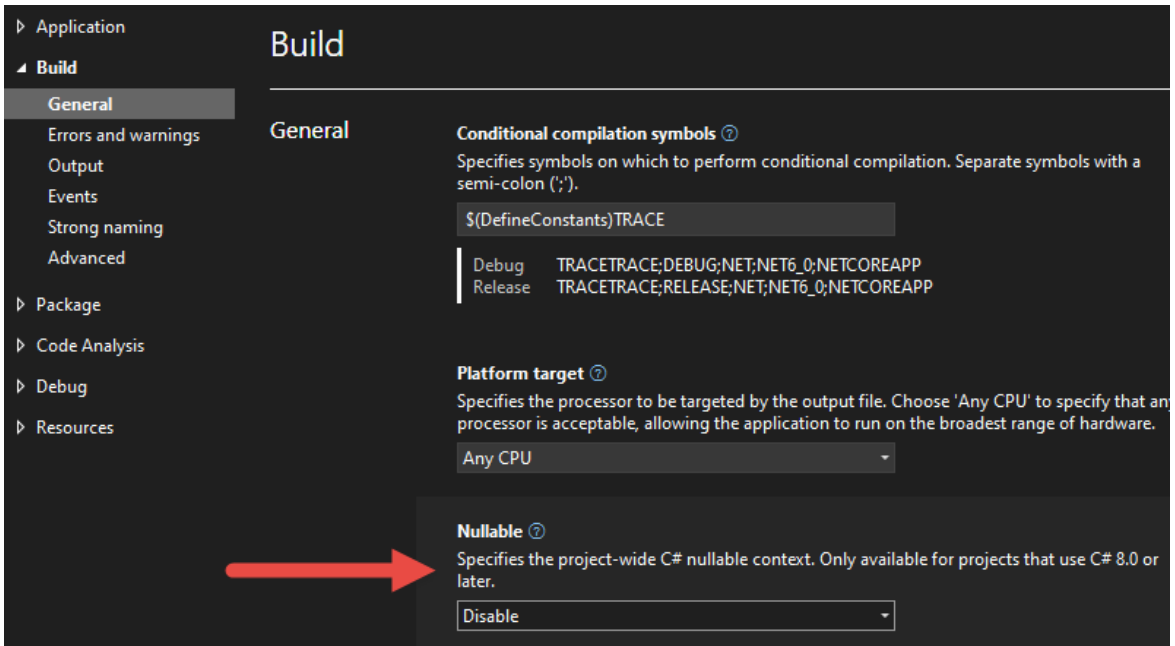 Application
Build
General
Errors and warnings
Output
Events
Strong naming
Advanced
Package
Code Analysis
Debug
Resources
Build
General
Conditional compilation symbols
Specifies symbols on which to perform conditional compilation. Separate symbols with a
semi-colon (';').
$(DefineConstants)TRACE
Debug TRACETRACE;DEBUG;NET;NET6_0;NETCOREAPP
Release TRACETRACE;RELEASE;NET;NET6_0;NETCOREAPP
Platform target
Specifies the processor to be targeted by the output file. Choose 'Any CPU' to specify that any
processor is acceptable, allowing the application to run on the broadest range of hardware.
Any CPU
Nullable
Specifies the project-wide C# nullable context. Only available for projects that use C# 8.0 or
later.
Disable